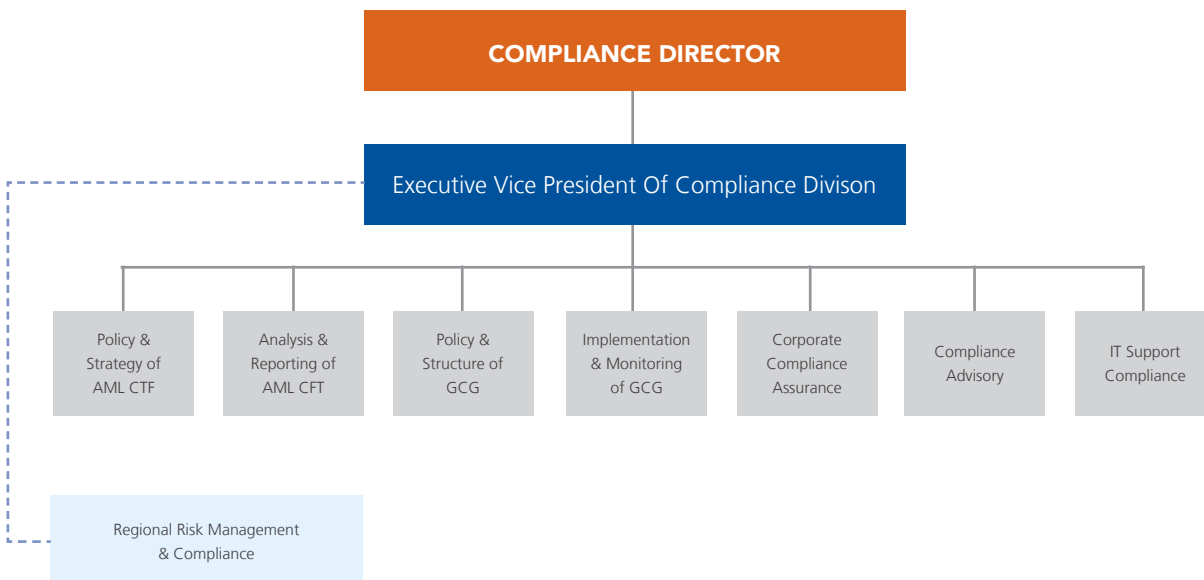 COMPLIANCE DIRECTOR
Executive Vice President Of Compliance Divison
Policy &
Strategy of
AML CTF
Analysis &
Reporting of
AML CFT
Policy &
Structure of
GCG
Implementation
& Monitoring
of GCG
Corporate
Compliance
Assurance
Compliance
Advisory
IT Support
Compliance
Regional Risk Management
& Compliance